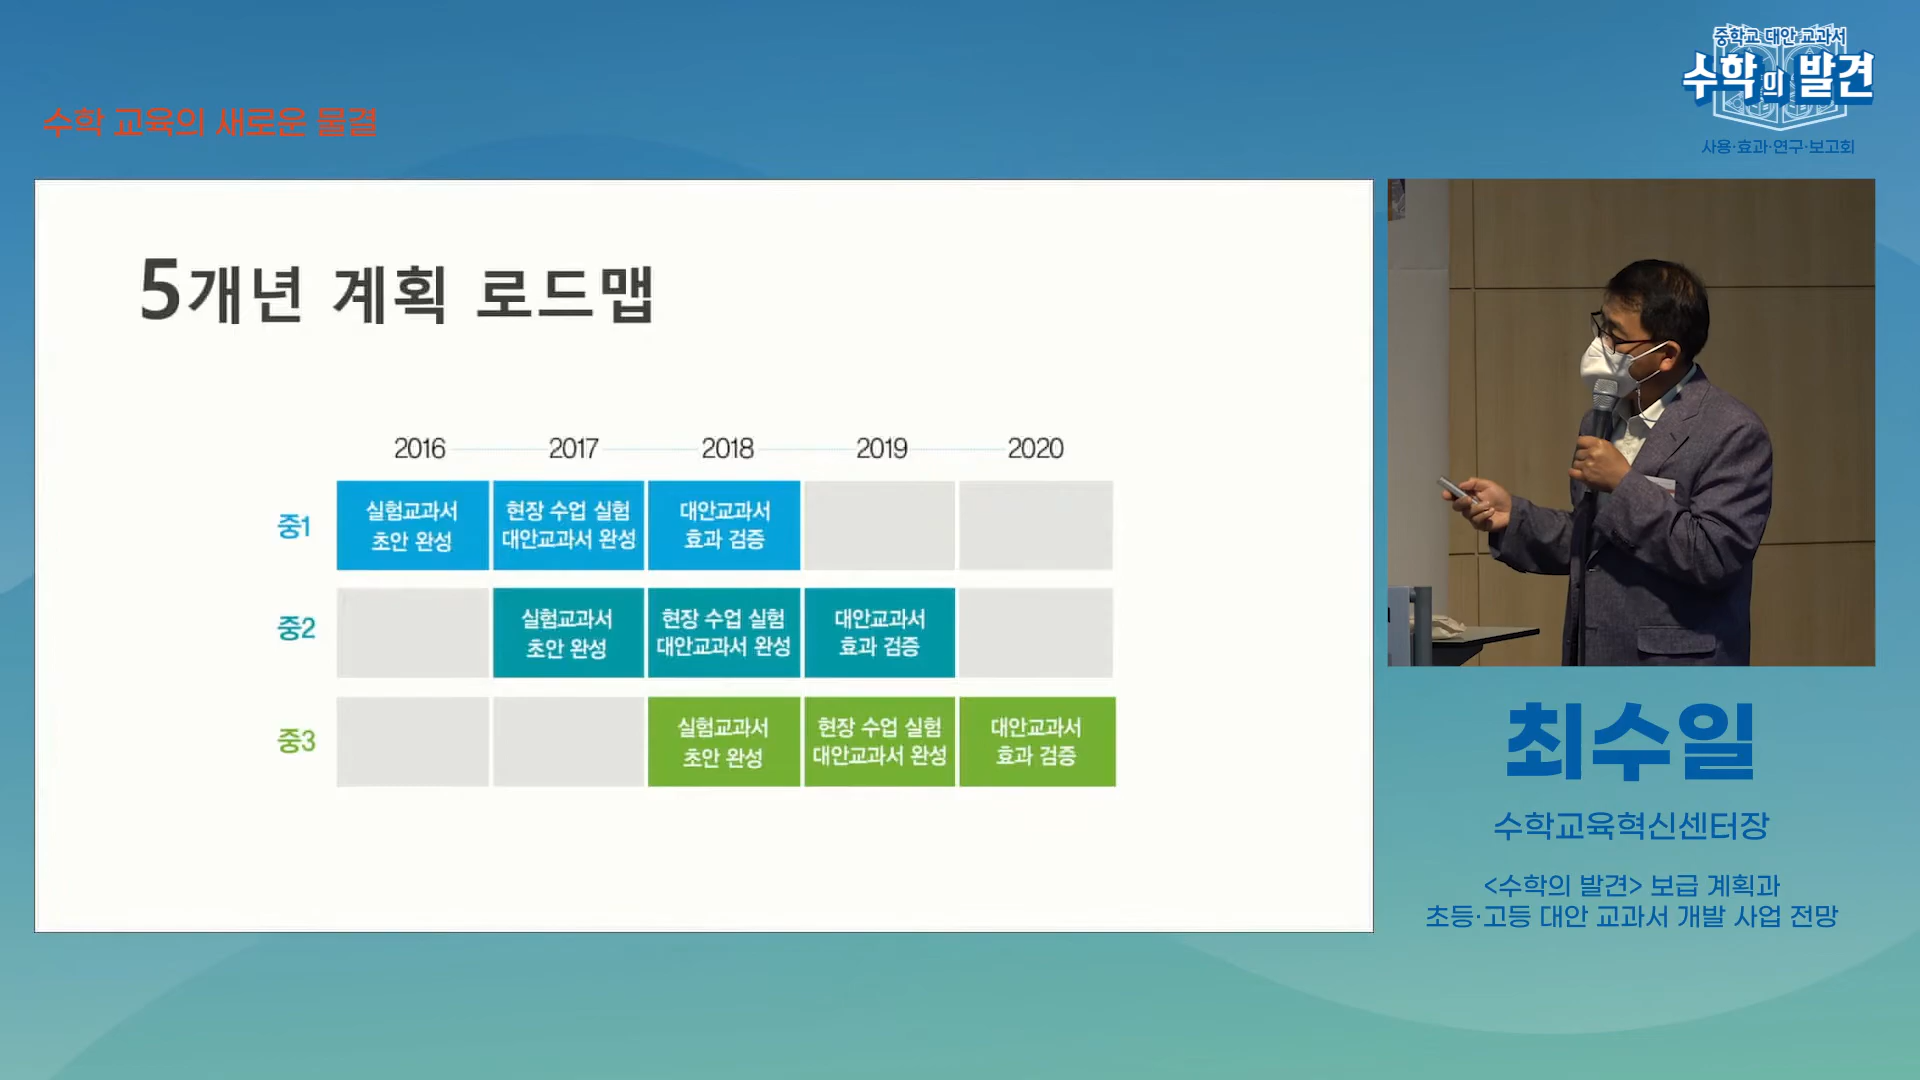 중학교 대안 교과서
수학의 발견
사용·효과·연구·보고회
수학 교육의 새로운 물결
5개년 계획 로드맵
2016 2017 2018 2019 2020
중1
실험교과서
초안 완성
현장 수업 실험
대안교과서 완성
대안교과서
효과 검증
중2
실험교과서
초안 완성
현장 수업 실험
대안교과서 완성
대안교과서
효과 검증
중3
실험교과서
초안 완성
현장 수업 실험
대안교과서 완성
대안교과서
효과 검증
최수일
수학교육혁신센터장
<수학의 발견> 보급 계획과
초등·고등 대안 교과서 개발 사업 전망